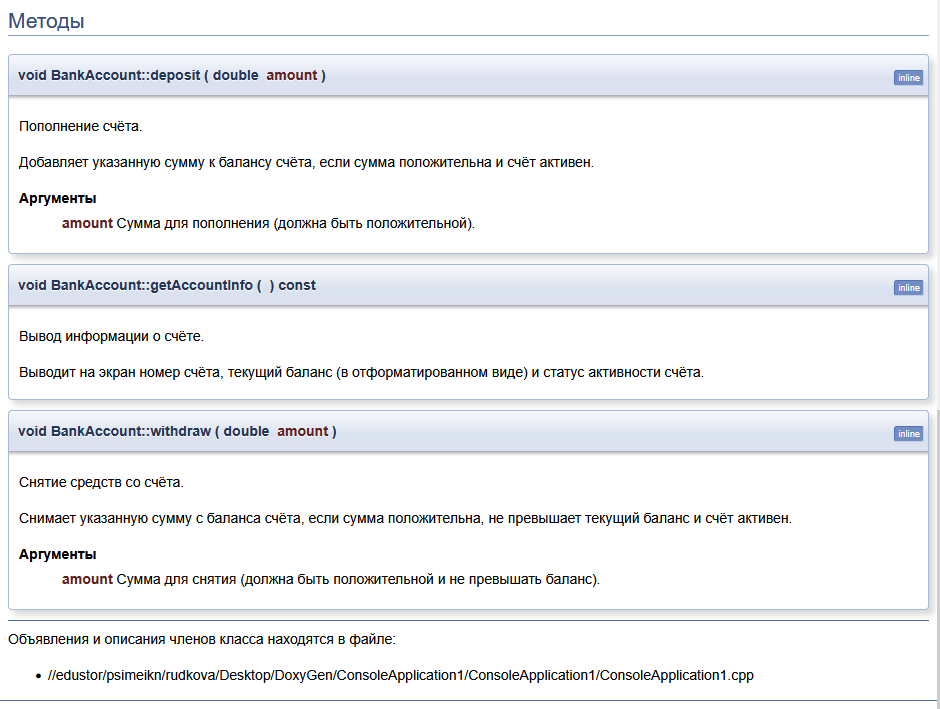 Методы
void BankAccount::deposit ( double amount )
inline
Пополнение счёта.
Добавляет указанную сумму к балансу счёта, если сумма положительна и счёт активен.
Аргументы
amount Сумма для пополнения (должна быть положительной).
void BankAccount::getAccountInfo ( ) const
inline
Вывод информации о счёте.
Выводит на экран номер счёта, текущий баланс (в отформатированном виде) и статус активности счёта.
void BankAccount::withdraw ( double amount )
inline
Снятие средств со счёта.
Снимает указанную сумму с баланса счёта, если сумма положительна, не превышает текущий баланс и счёт активен.
Аргументы
amount Сумма для снятия (должна быть положительной и не превышать баланс).
Объявления и описания членов класса находятся в файле:
• //edustor/psimeikn/rudkova/Desktop/DoxyGen/ConsoleApplication1/ConsoleApplication1/ConsoleApplication1.cpp